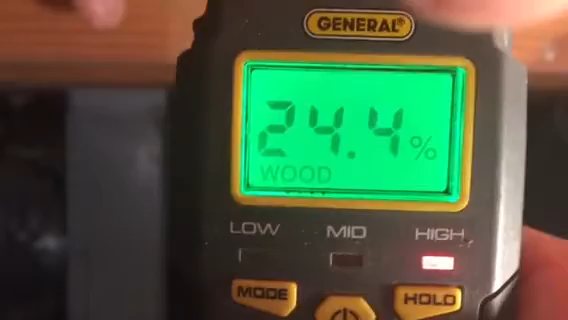 GENERAL®
24.4%
WOOD
LOW MID HIGH
MODE HOLD